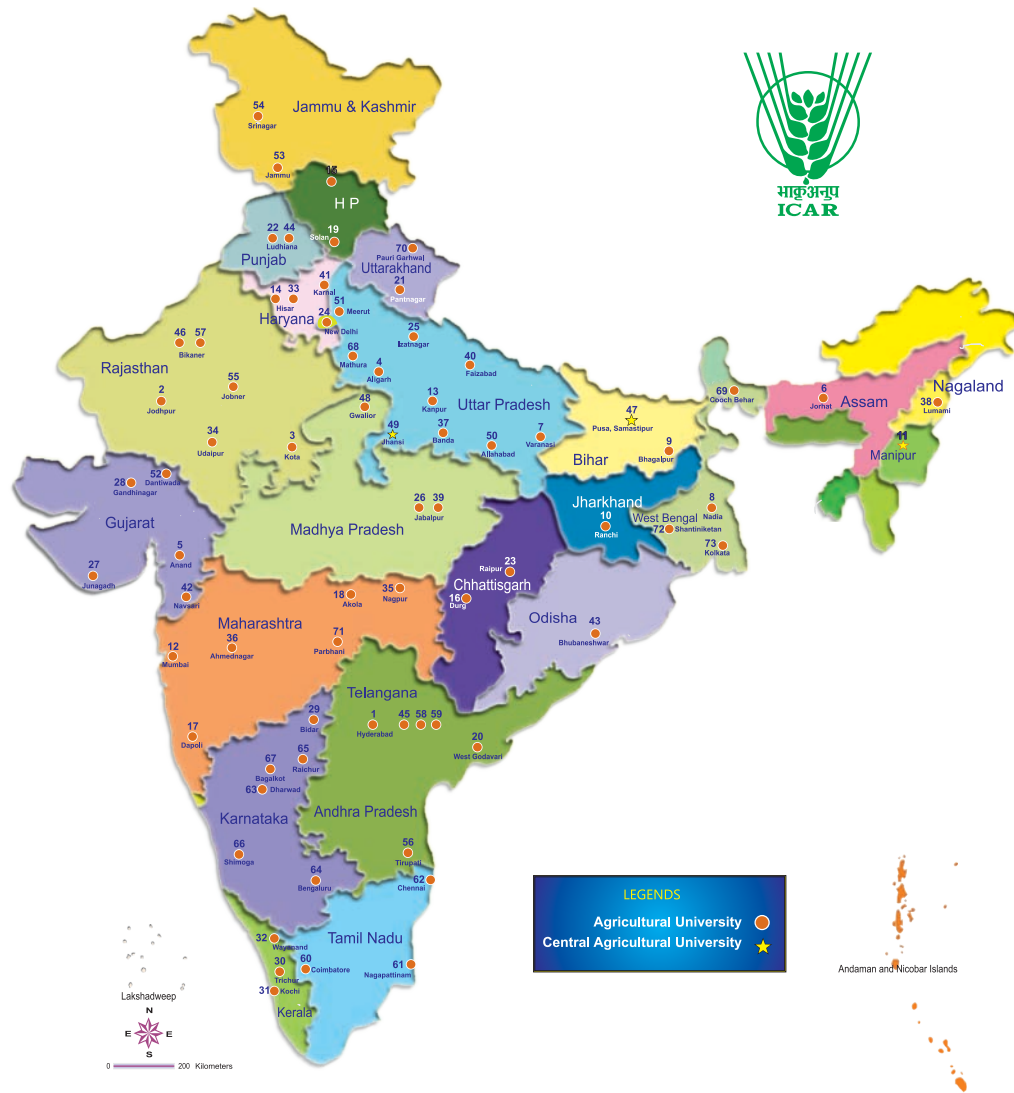 54
Jammu & Kashmir
Srinagar
53
Jammu
15
H P
भाकृअनुप
ICAR
22 44
Ludhiana
Punjab
19
Solan
70
Pauri Garhwal
Uttarakhand
21
Pantnagar
41
Karnal
14 33
Hisar
Haryana
51
Meerut
24
New Delhi
25
Izatnagar
46 57
Bikaner
Rajasthan
68
Mathura
4
Aligarh
40
Faizabad
55
Jobner
2
Jodhpur
48
Gwalior
13
Kanpur
Uttar Pradesh
47
Pusa, Samastipur
69
Cooch Behar
6
Jorhat
Assam
Nagaland
38
Lumami
34
Udaipur
3
Kota
49
Jhansi
37
Banda
50
Allahabad
7
Varanasi
9
Bhagalpur
Bihar
11
Manipur
52
Dantiwada
28
Gandhinagar
Gujarat
Madhya Pradesh
26 39
Jabalpur
Jharkhand
10
Ranchi
West Bengal
8
Nadia
72 Shantiniketan
73
Kolkata
5
Anand
27
Junagadh
42
Navsari
23
Raipur
Chhattisgarh
16
Durg
18
Akola
35
Nagpur
Maharashtra
Odisha
43
Bhubaneshwar
12
Mumbai
36
Ahmednagar
71
Parbhani
Telangana
29
Bidar
1 45 58 59
Hyderabad
17
Dapoli
20
West Godavari
65
Raichur
67
Bagalkot
63 Dharwad
Karnataka
Andhra Pradesh
66
Shimoga
56
Tirupati
64
Bengaluru
62
Chennai
LEGENDS
Agricultural University
Central Agricultural University
32
Wayanand
Tamil Nadu
30
Trichur
60
Coimbatore
61
Nagapattinam
31 Kochi
Kerala
Andaman and Nicobar Islands
Lakshadweep
N
E E
S
0 200 Kilometers